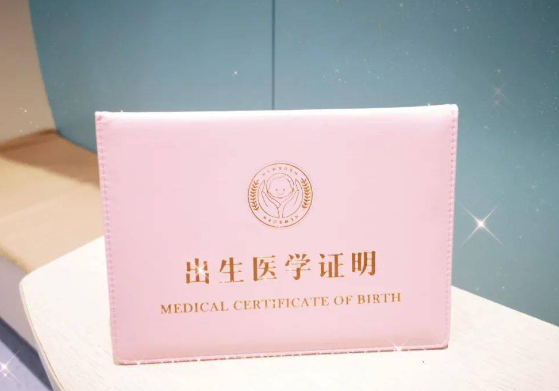 出生医学证明
MEDICAL CERTIFICATE OF BIRTH